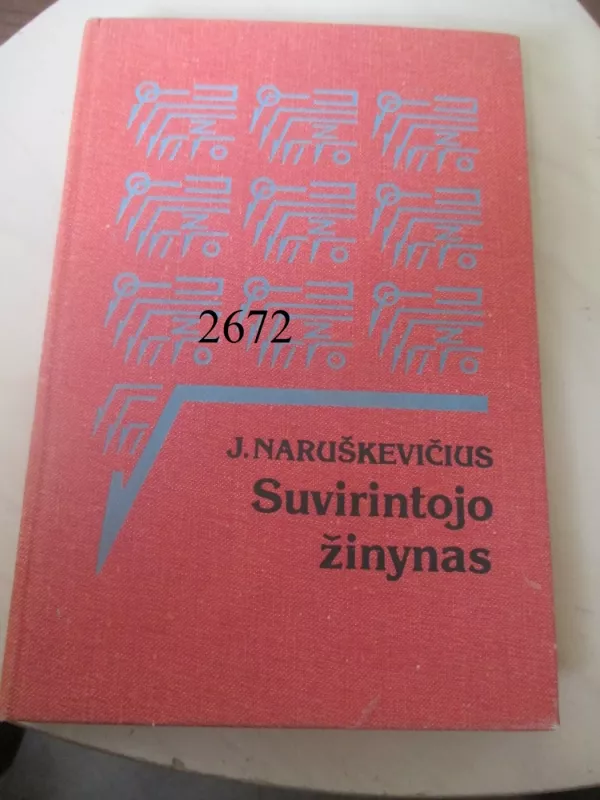 2672
J. NARUŠKEVIČIUS
Suvirintojo
žinynas